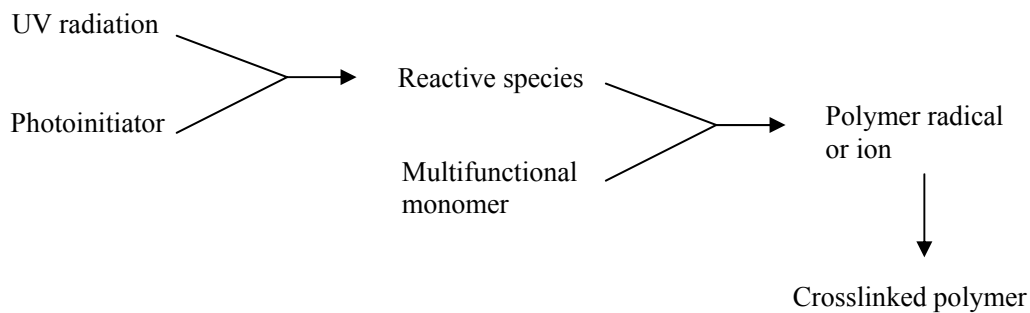 UV radiation
Photoinitiator
Reactive species
Multifunctional
monomer
Polymer radical
or ion
Crosslinked polymer